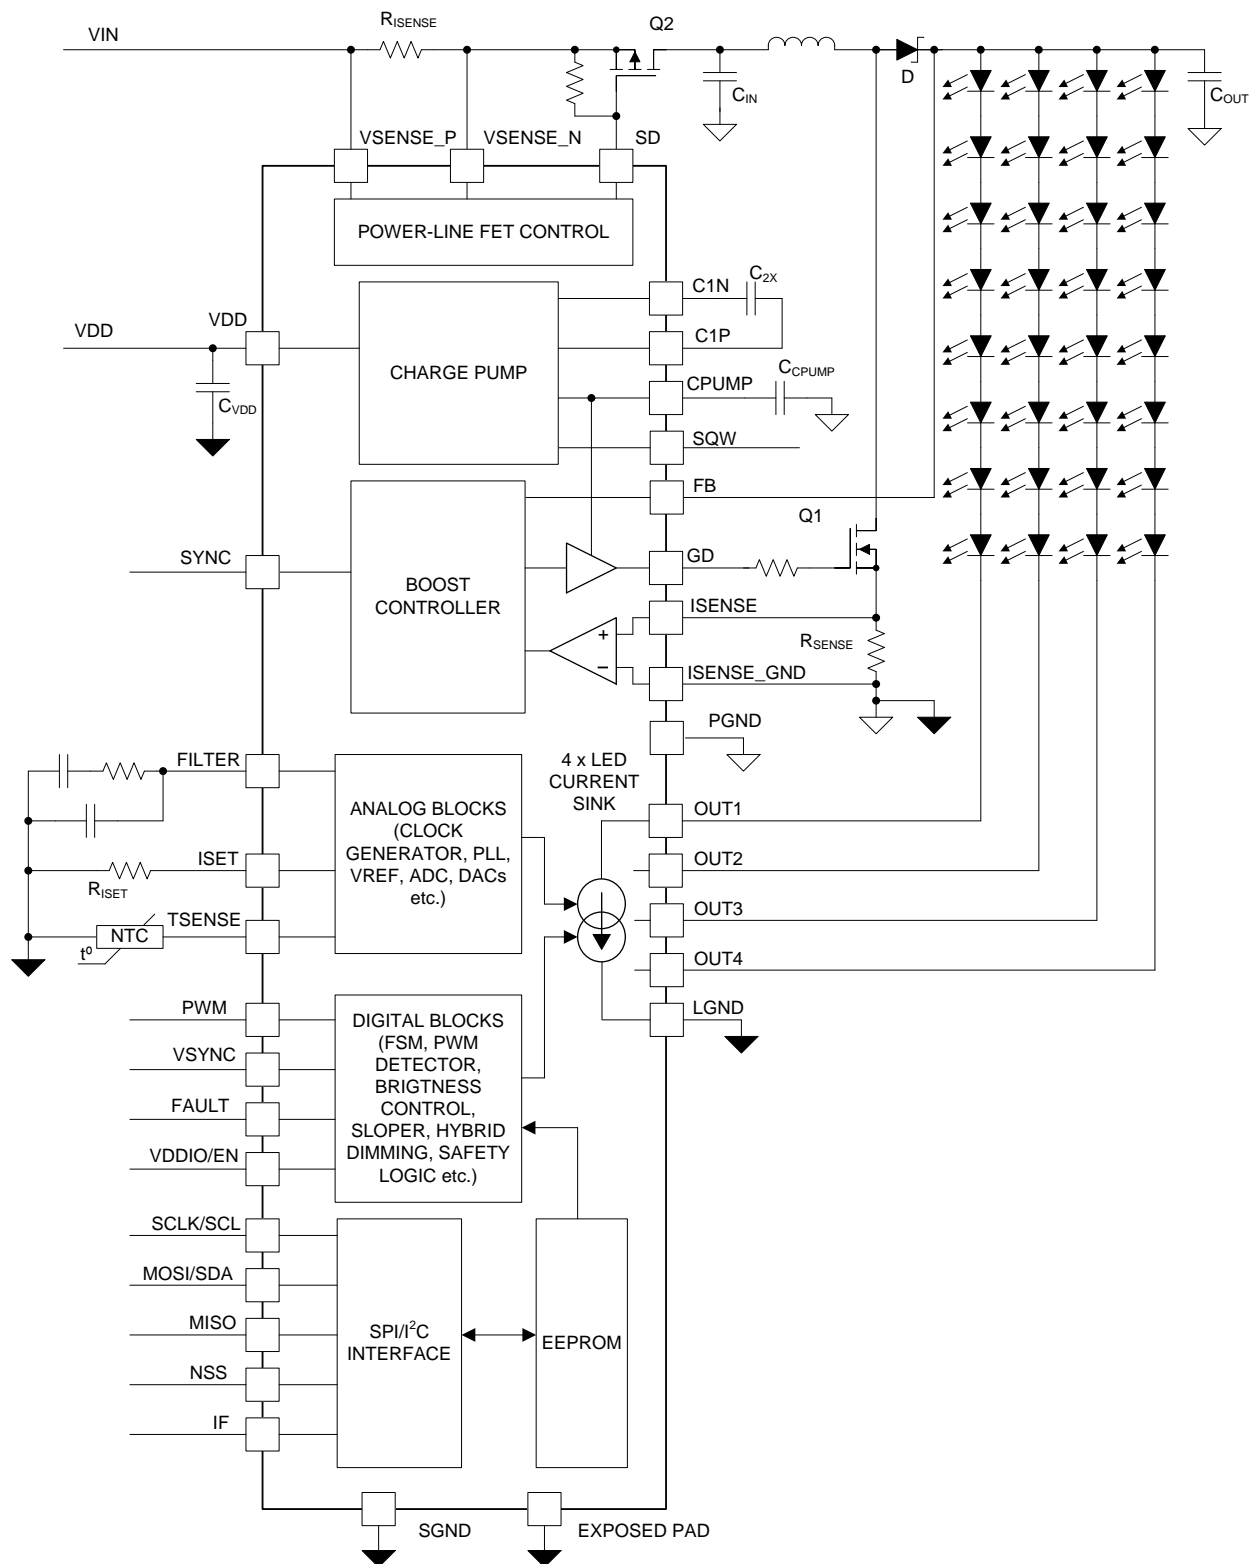 VIN
RISENSE
Q2
D
CIN
COUT
VSENSE_P
VSENSE_N
SD
POWER-LINE FET CONTROL
C1N
C2X
VDD
VDD
C1P
CHARGE PUMP
CPUMP
CCPUMP
CVDD
SQW
FB
Q1
SYNC
GD
BOOST
CONTROLLER
ISENSE
+
RSENSE
−
ISENSE_GND
PGND
FILTER
4 x LED
CURRENT
SINK
ANALOG BLOCKS
(CLOCK
GENERATOR, PLL,
VREF, ADC, DACs
etc.)
OUT1
ISET
RISET
OUT2
TSENSE
OUT3
NTC
t⁰
OUT4
PWM
LGND
DIGITAL BLOCKS
(FSM, PWM
DETECTOR,
BRIGTNESS
CONTROL,
SLOPER, HYBRID
DIMMING, SAFETY
LOGIC etc.)
VSYNC
FAULT
VDDIO/EN
SCLK/SCL
MOSI/SDA
MISO
SPI/I²C
INTERFACE
EEPROM
NSS
IF
SGND
EXPOSED PAD